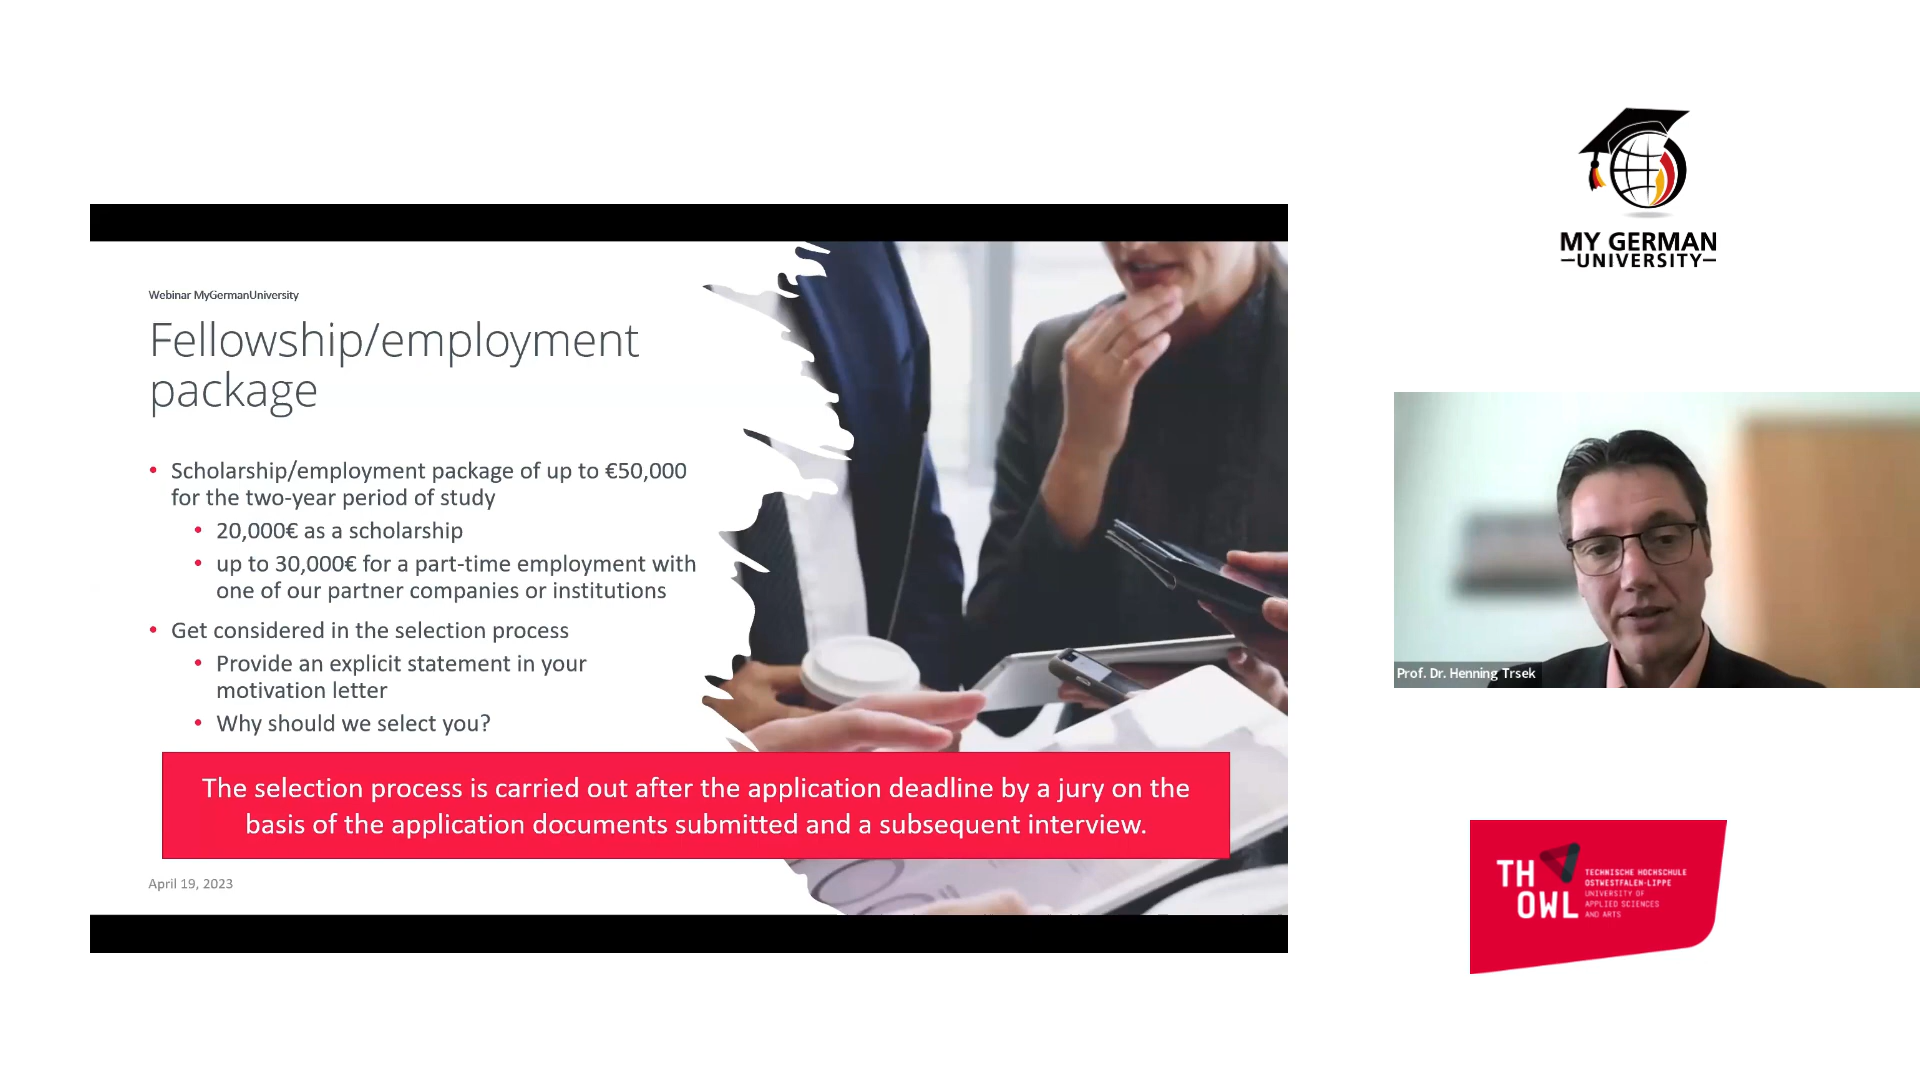 MY GERMAN
UNIVERSITY
Webinar MyGermanUniversity
Fellowship/employment
package
• Scholarship/employment package of up to €50,000
for the two-year period of study
• 20,000€ as a scholarship
• up to 30,000€ for a part-time employment with
one of our partner companies or institutions
• Get considered in the selection process
• Provide an explicit statement in your
motivation letter
• Why should we select you?
The selection process is carried out after the application deadline by a jury on the
basis of the application documents submitted and a subsequent interview.
April 19, 2023
Prof. Dr. Henning Trsek
TH
OWL
TECHNISCHE HOCHSCHULE
OSTWESTFALEN-LIPPE
UNIVERSITY OF
APPLIED SCIENCES
AND ARTS